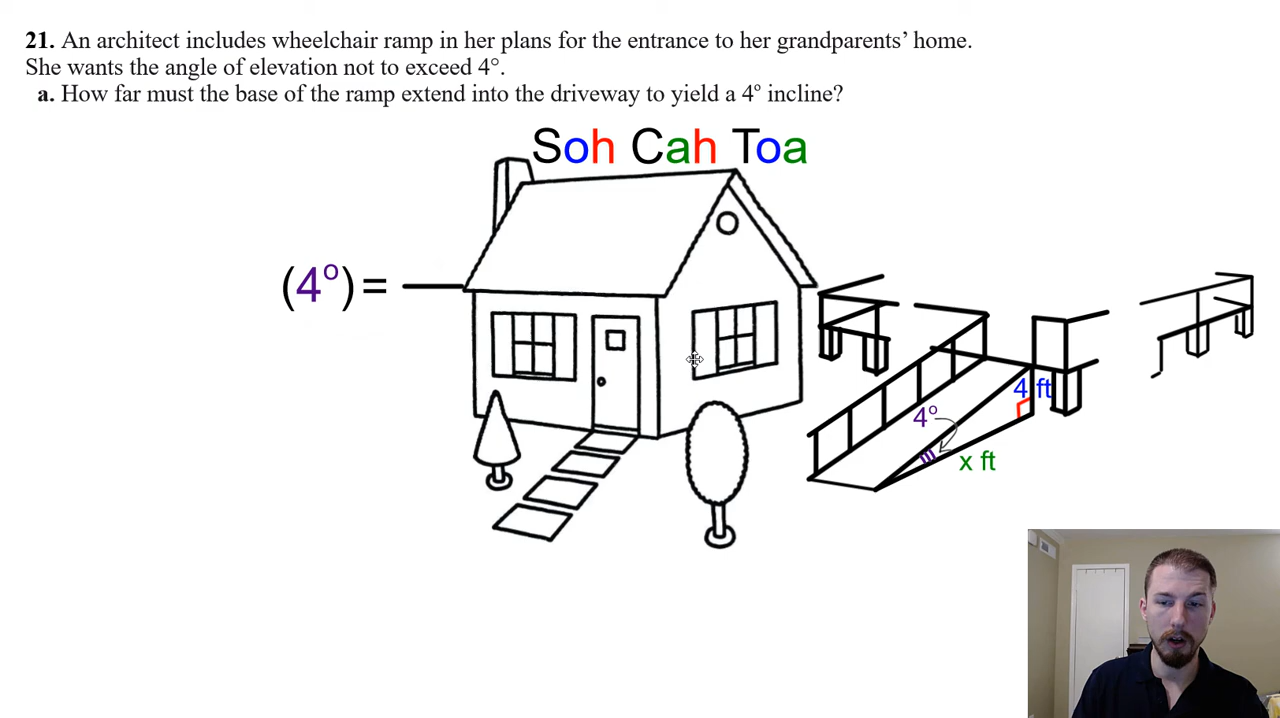 21. An architect includes wheelchair ramp in her plans for the entrance to her grandparents’ home.
She wants the angle of elevation not to exceed 4°.
a. How far must the base of the ramp extend into the driveway to yield a 4° incline?
Soh Cah Toa
(4°)=
4 ft
4°
x ft